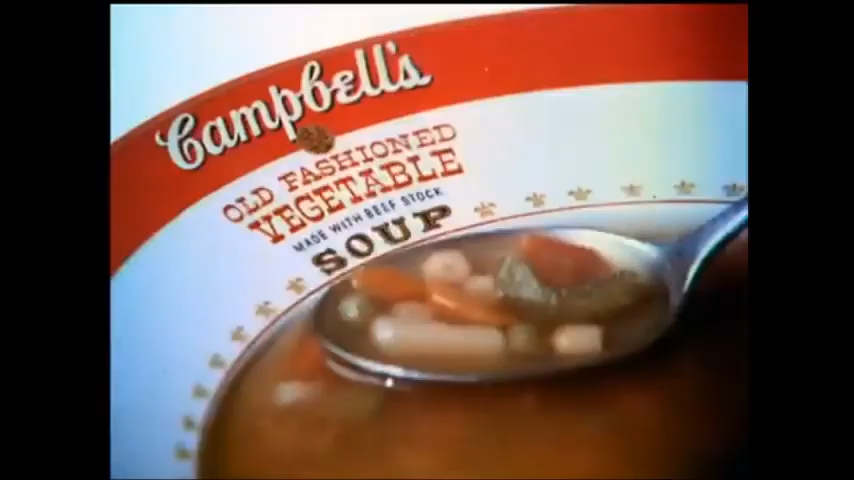 Campbell's
OLD FASHIONED
VEGETABLE
MADE WITH BEEF STOCK
SOUP